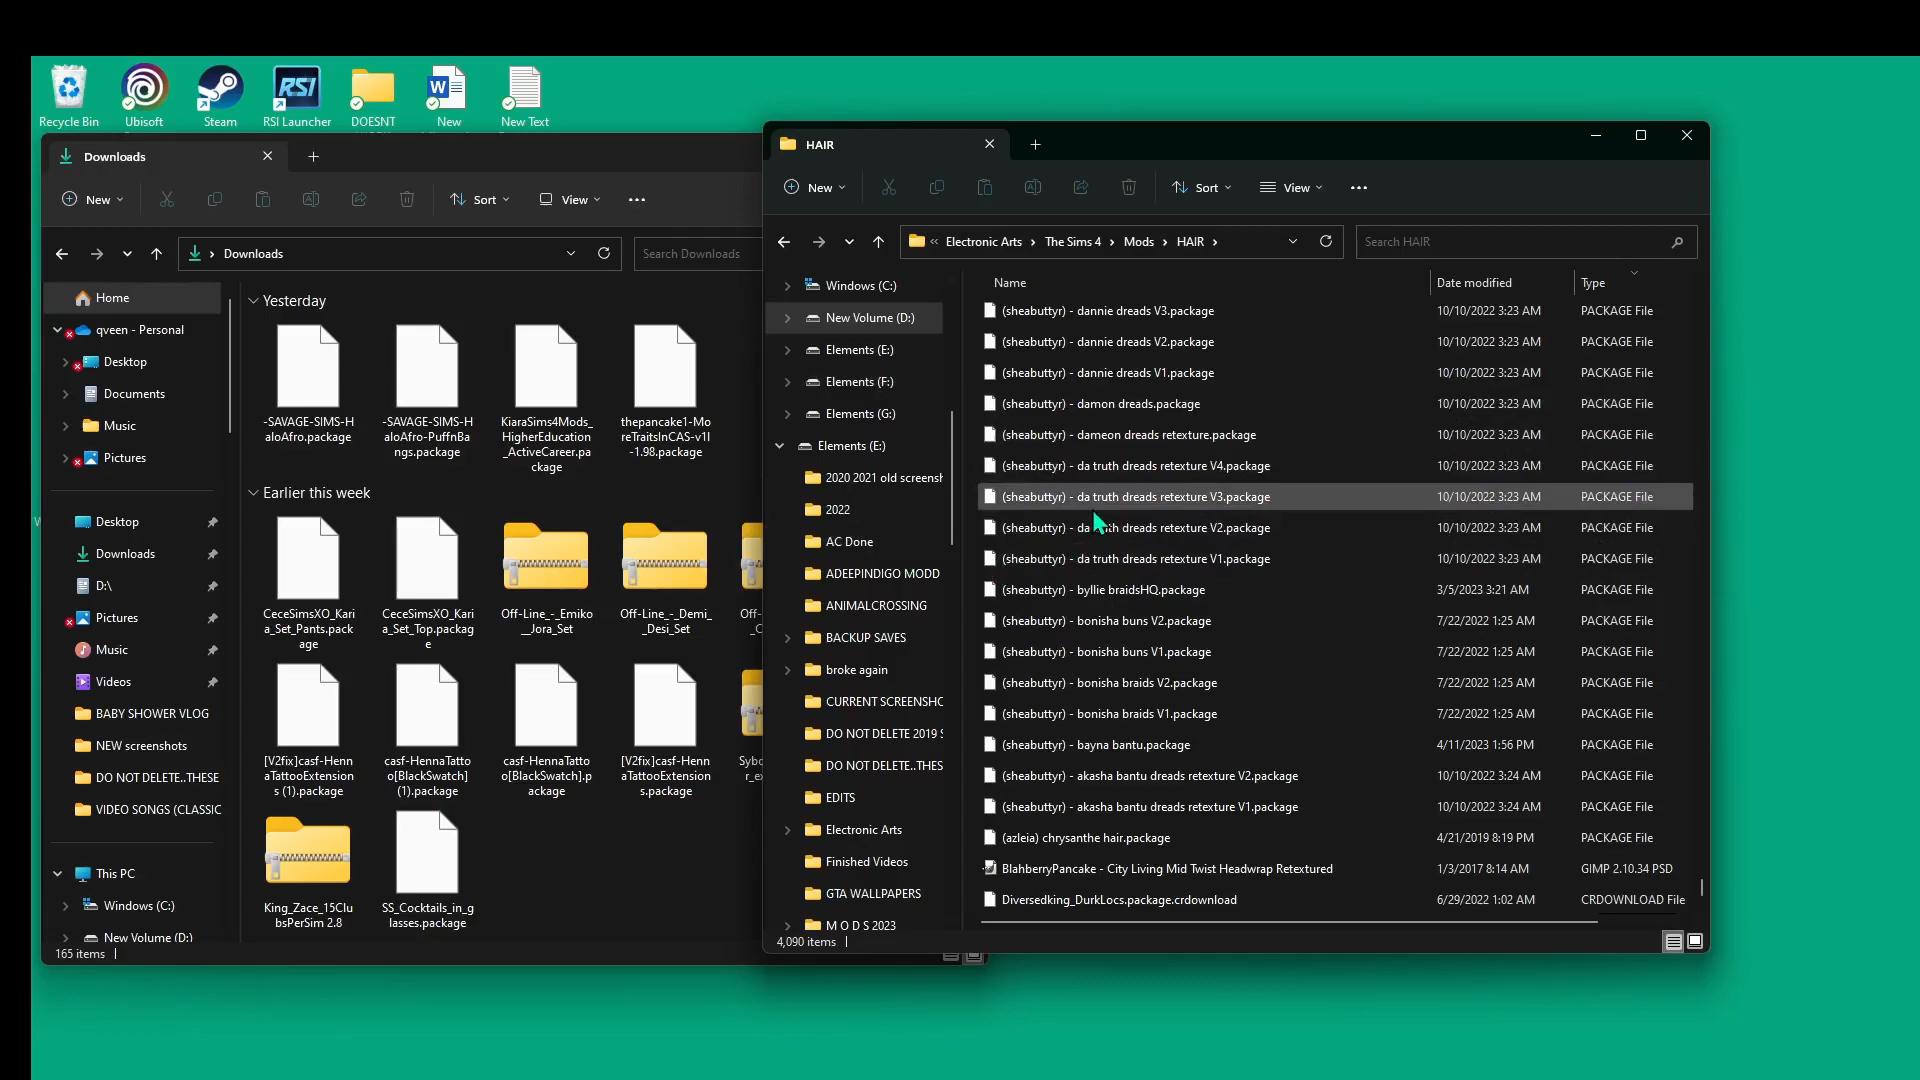 Recycle Bin
Ubisoft
Steam
RSI
RSI Launcher
DOESNT
W
New
New Text
Downloads
New
Sort
View
Downloads
Search Downloads
Home
qveen - Personal
Desktop
Documents
Music
Pictures
Desktop
Downloads
D:\
Pictures
Music
Videos
BABY SHOWER VLOG
NEW screenshots
DO NOT DELETE..THESE
VIDEO SONGS (CLASSIC
This PC
Windows (C:)
New Volume (D:)
165 items
Yesterday
-SAVAGE-SIMS-H
aloAfro.package
-SAVAGE-SIMS-H
aloAfro-PuffnBa
ngs.package
KiaraSims4Mods_
HigherEducation
_ActiveCareer.pa
ckage
thepancake1-Mo
reTraitsInCAS-v1l
-1.98.package
Earlier this week
CeceSimsXO_Kari
a_Set_Pants.pack
age
CeceSimsXO_Kari
a_Set_Top.packag
e
Off-Line_-_Emiko
__Jora_Set
Off-Line_-_Demi_
_Desi_Set
Off-
_C
[V2fix]casf-Henn
aTattooExtension
s (1).package
casf-HennaTatto
o[BlackSwatch]
(1).package
casf-HennaTatto
o[BlackSwatch].p
ackage
[V2fix]casf-Henn
aTattooExtension
s.package
Sybo
r_e
King_Zace_15Clu
bsPerSim 2.8
SS_Cocktails_in_g
lasses.package
HAIR
New
Sort
View
Electronic Arts > The Sims 4 > Mods > HAIR >
Search HAIR
Windows (C:)
New Volume (D:)
Elements (E:)
Elements (F:)
Elements (G:)
Elements (E:)
2020 2021 old screensh
2022
AC Done
ADEEPINDIGO MODD
ANIMALCROSSING
BACKUP SAVES
broke again
CURRENT SCREENSHO
DO NOT DELETE 2019 S
DO NOT DELETE..THES
EDITS
Electronic Arts
Finished Videos
GTA WALLPAPERS
M O D S 2023
4,090 items
Name Date modified Type
(sheabuttyr) - dannie dreads V3.package 10/10/2022 3:23 AM PACKAGE File
(sheabuttyr) - dannie dreads V2.package 10/10/2022 3:23 AM PACKAGE File
(sheabuttyr) - dannie dreads V1.package 10/10/2022 3:23 AM PACKAGE File
(sheabuttyr) - damon dreads.package 10/10/2022 3:23 AM PACKAGE File
(sheabuttyr) - dameon dreads retexture.package 10/10/2022 3:23 AM PACKAGE File
(sheabuttyr) - da truth dreads retexture V4.package 10/10/2022 3:23 AM PACKAGE File
(sheabuttyr) - da truth dreads retexture V3.package 10/10/2022 3:23 AM PACKAGE File
(sheabuttyr) - da truth dreads retexture V2.package 10/10/2022 3:23 AM PACKAGE File
(sheabuttyr) - da truth dreads retexture V1.package 10/10/2022 3:23 AM PACKAGE File
(sheabuttyr) - byllie braidsHQ.package 3/5/2023 3:21 AM PACKAGE File
(sheabuttyr) - bonisha buns V2.package 7/22/2022 1:25 AM PACKAGE File
(sheabuttyr) - bonisha buns V1.package 7/22/2022 1:25 AM PACKAGE File
(sheabuttyr) - bonisha braids V2.package 7/22/2022 1:25 AM PACKAGE File
(sheabuttyr) - bonisha braids V1.package 7/22/2022 1:25 AM PACKAGE File
(sheabuttyr) - bayna bantu.package 4/11/2023 1:56 PM PACKAGE File
(sheabuttyr) - akasha bantu dreads retexture V2.package 10/10/2022 3:24 AM PACKAGE File
(sheabuttyr) - akasha bantu dreads retexture V1.package 10/10/2022 3:24 AM PACKAGE File
(azleia) chrysanthe hair.package 4/21/2019 8:19 PM PACKAGE File
BlahberryPancake - City Living Mid Twist Headwrap Retextured 1/3/2017 8:14 AM GIMP 2.10.34 PSD
Diversedking_DurkLocs.package.crdownload 6/29/2022 1:02 AM CRDOWNLOAD File